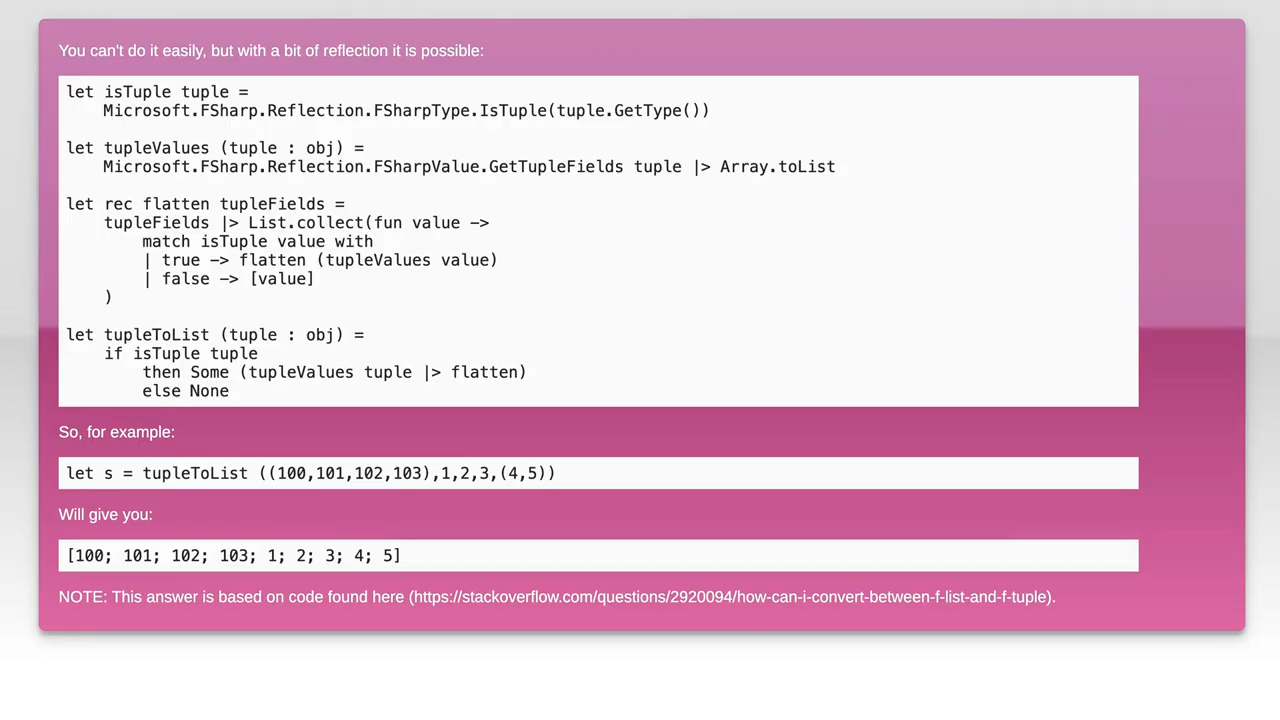 You can't do it easily, but with a bit of reflection it is possible:
let isTuple tuple =
    Microsoft.FSharp.Reflection.FSharpType.IsTuple(tuple.GetType())
let tupleValues (tuple : obj) =
    Microsoft.FSharp.Reflection.FSharpValue.GetTupleFields tuple |> Array.toList
let rec flatten tupleFields =
    tupleFields |> List.collect(fun value ->
        match isTuple value with
        | true -> flatten (tupleValues value)
        | false -> [value]
    )
let tupleToList (tuple : obj) =
    if isTuple tuple
        then Some (tupleValues tuple |> flatten)
        else None
So, for example:
let s = tupleToList ((100,101,102,103),1,2,3,(4,5))
Will give you:
[100; 101; 102; 103; 1; 2; 3; 4; 5]
NOTE: This answer is based on code found here (https://stackoverflow.com/questions/2920094/how-can-i-convert-between-f-list-and-f-tuple).